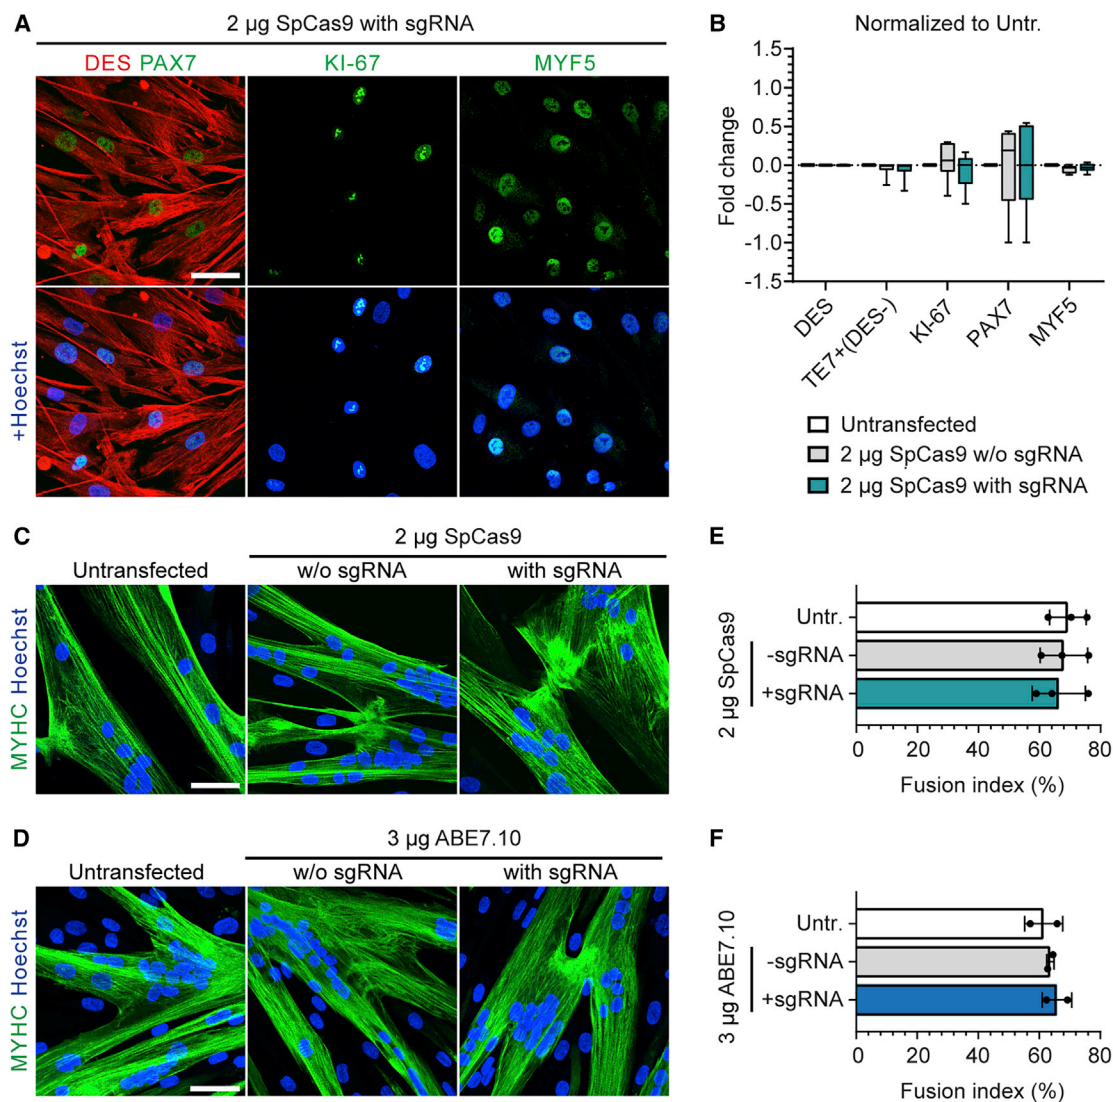 A
2 µg SpCas9 with sgRNA
DES PAX7
KI-67
MYF5
+Hoechst
B
Normalized to Untr.
Fold change
1.5
1.0
0.5
0.0
-0.5
-1.0
-1.5
DES
TE7+(DES-)
KI-67
PAX7
MYF5
Untransfected
2 µg SpCas9 w/o sgRNA
2 µg SpCas9 with sgRNA
C
2 µg SpCas9
Untransfected
w/o sgRNA
with sgRNA
MYHC Hoechst
E
2 µg SpCas9
Untr.
-sgRNA
+sgRNA
0 20 40 60 80
Fusion index (%)
D
3 µg ABE7.10
Untransfected
w/o sgRNA
with sgRNA
MYHC Hoechst
F
3 µg ABE7.10
Untr.
-sgRNA
+sgRNA
0 20 40 60 80
Fusion index (%)